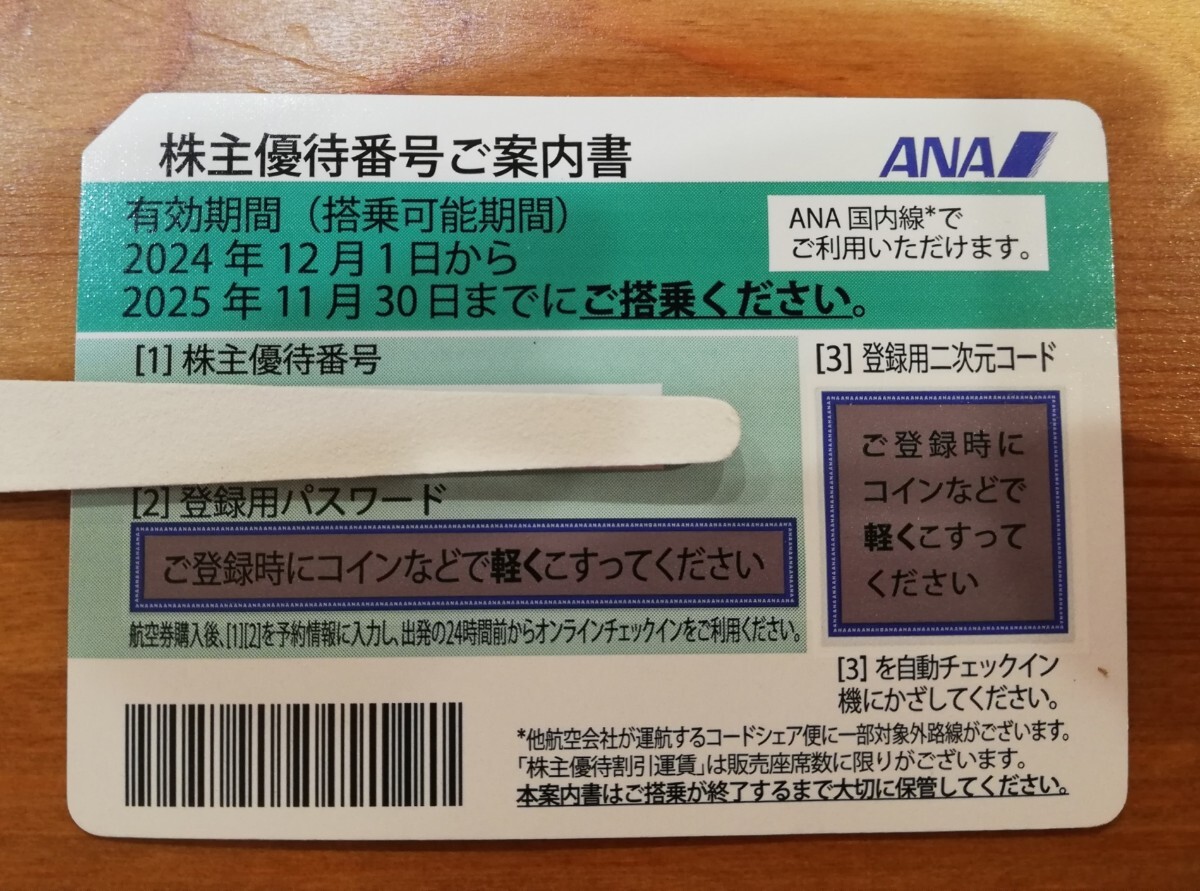 株主優待番号ご案内書
ANA
有効期間（搭乗可能期間）
2024年12月1日から
2025年11月30日までにご搭乗ください。
ANA国内線*で
ご利用いただけます。
[1] 株主優待番号
[2] 登録用パスワード
ご登録時にコインなどで軽くこすってください
航空券購入後、[1][2]を予約情報に入力し、出発の24時間前からオンラインチェックインをご利用ください。
[3] 登録用二次元コード
ご登録時に
コインなどで
軽くこすって
ください
[3] を自動チェックイン
機にかざしてください。
*他航空会社が運航するコードシェア便に一部対象外路線がございます。
「株主優待割引運賃」は販売座席数に限りがございます。
本案内書はご搭乗が終了するまで大切に保管してください。